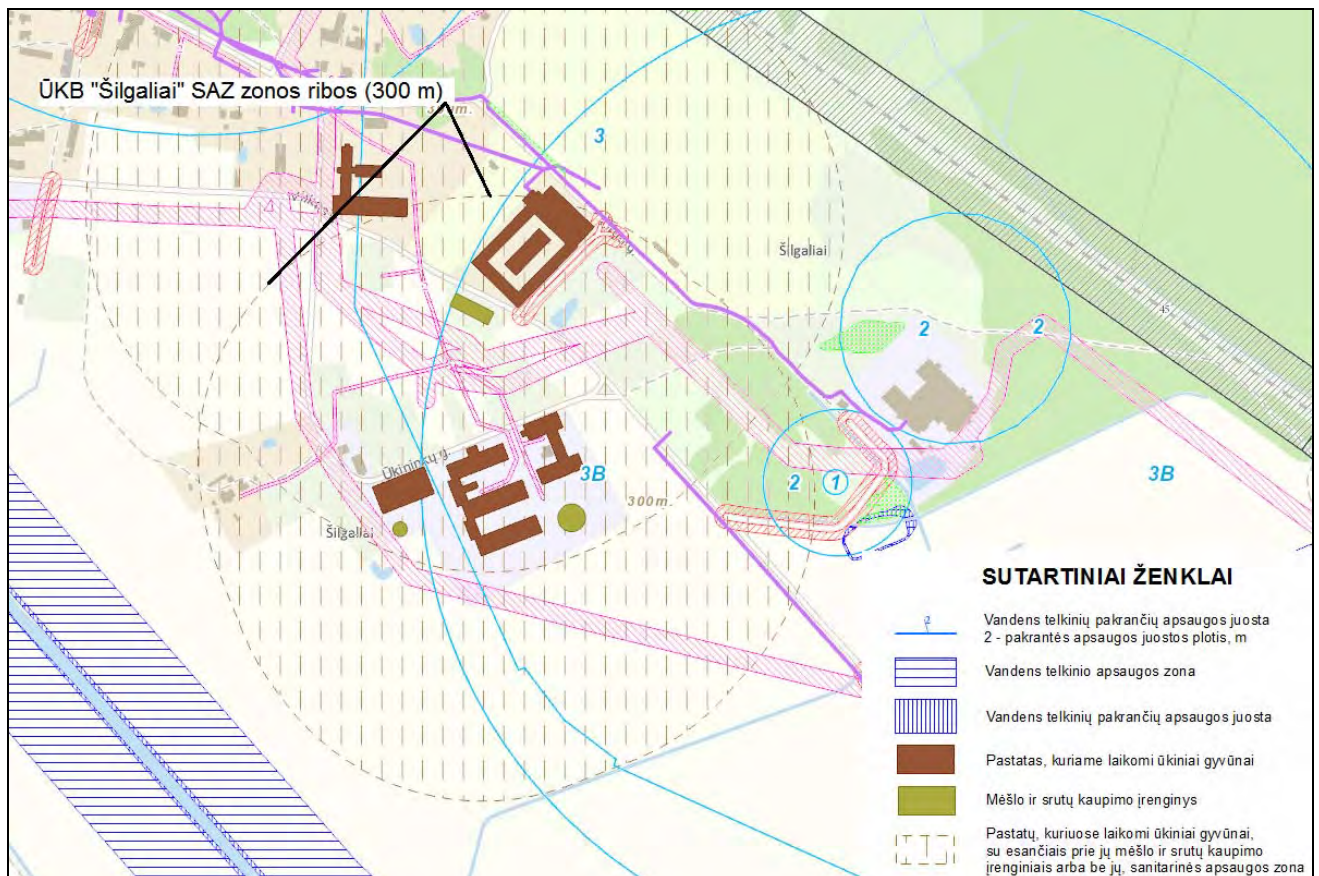 ŪKB "Šilgaliai" SAZ zonos ribos (300 m)
3
Šilgaliai
45
2
2
Ūkininkų g.
3B
300m.
2
1
3B
Šilgaliai
SUTARTINIAI ŽENKLAI
2
Vandens telkinių pakrančių apsaugos juosta
2 - pakrantės apsaugos juostos plotis, m
Vandens telkinio apsaugos zona
Vandens telkinių pakrančių apsaugos juosta
Pastatas, kuriame laikomi ūkiniai gyvūnai
Mėšlo ir srutų kaupimo įrenginys
Pastatų, kuriuose laikomi ūkiniai gyvūnai,
su esančiais prie jų mėšlo ir srutų kaupimo
įrenginiais arba be jų, sanitarinės apsaugos zona